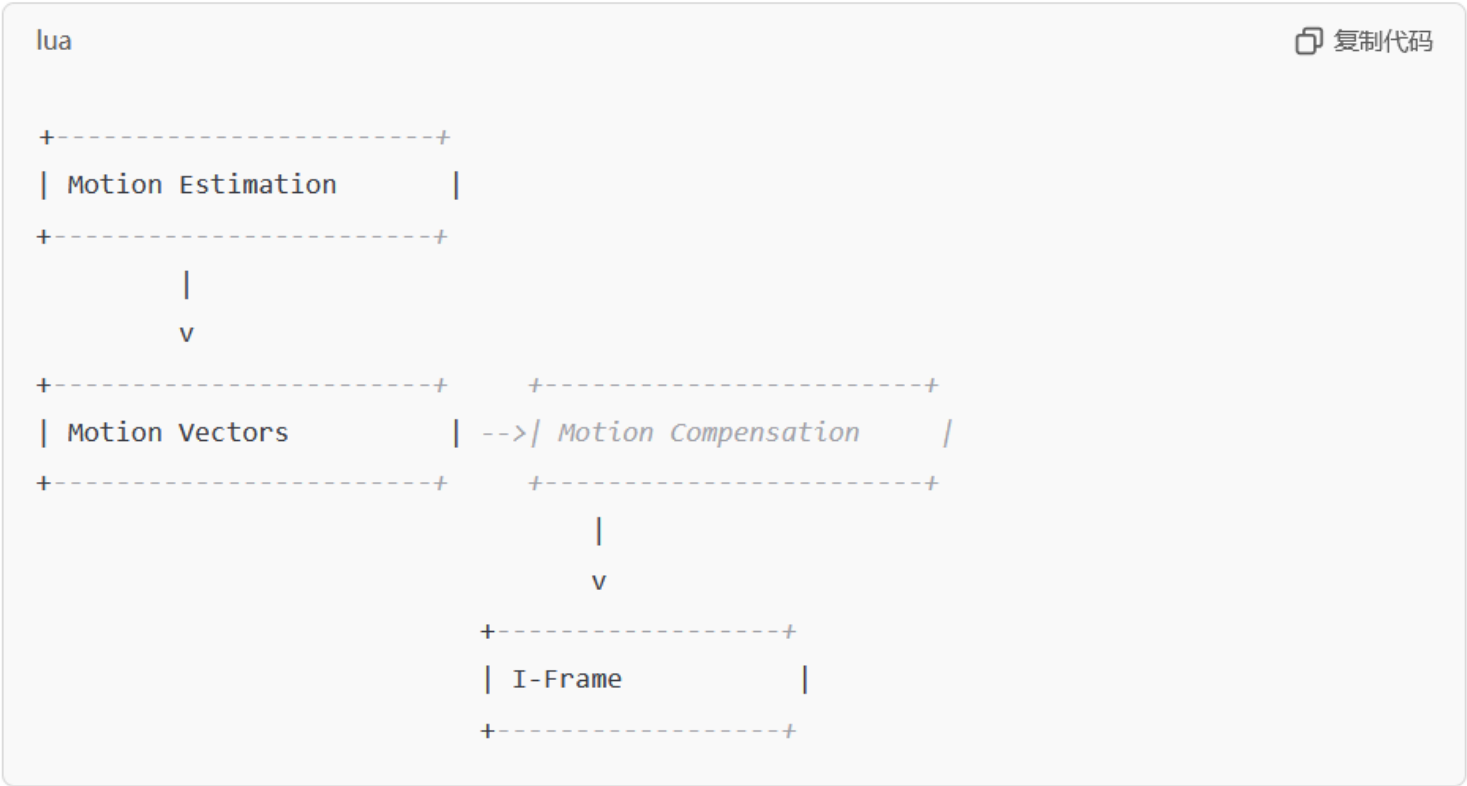 lua 复制代码
+------------------------+
| Motion Estimation       |
+------------------------+
         |
         v
+------------------------+     +------------------------+
| Motion Vectors          | -->| Motion Compensation     |
+------------------------+     +------------------------+
                                   |
                                   v
                            +------------------+
                            | I-Frame           |
                            +------------------+